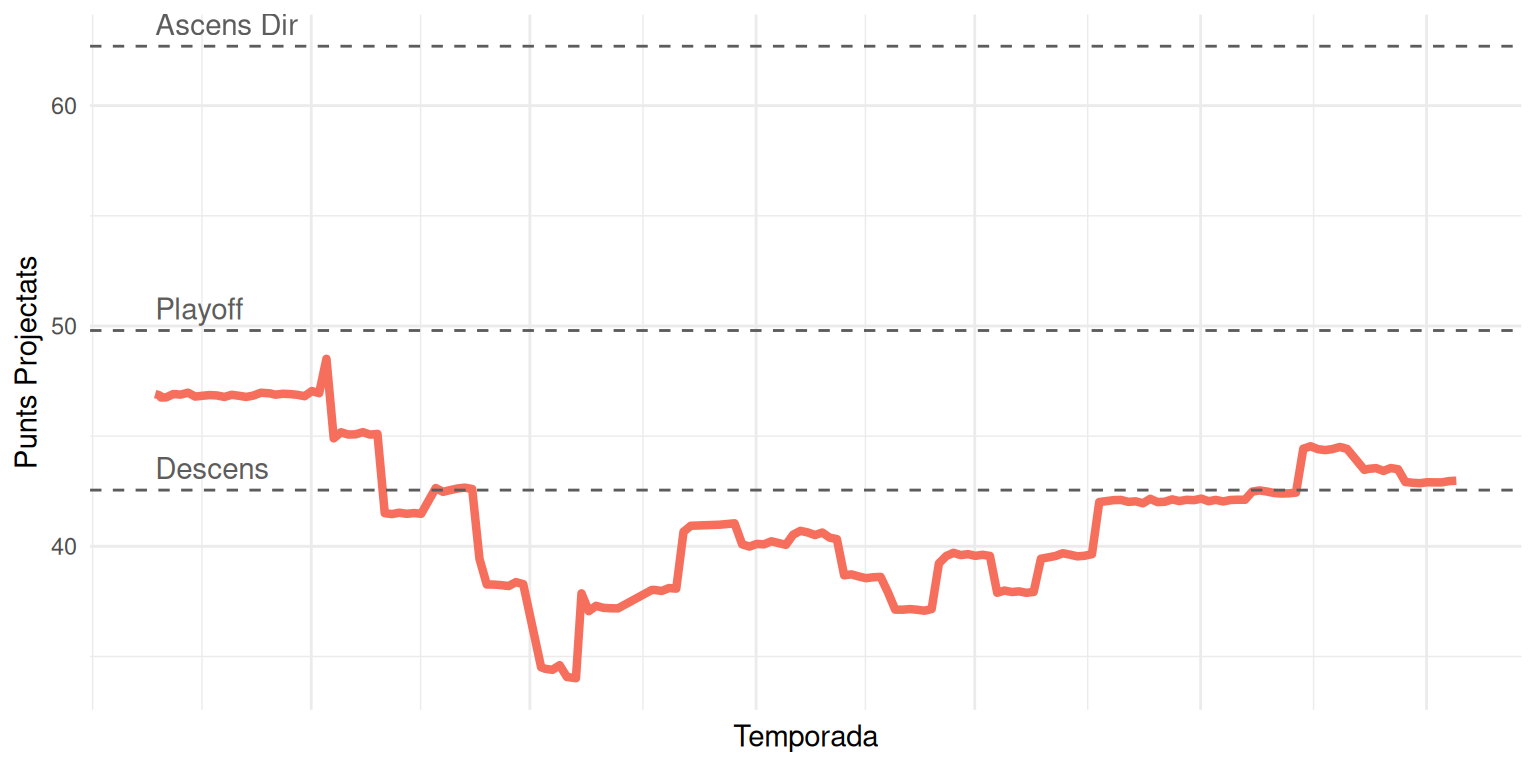 Ascens Dir
60
Playoff
50
Punts Projectats
Descens
40
Temporada